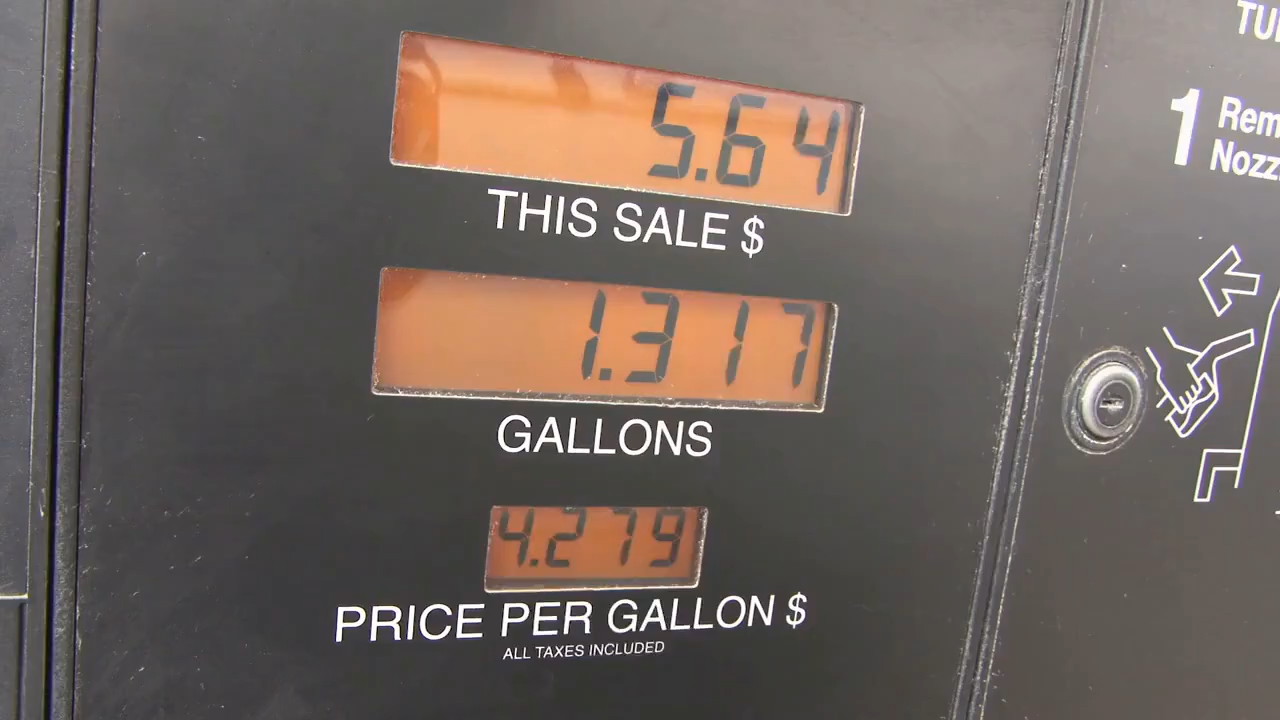 5.64
THIS SALE $
1.317
GALLONS
4.279
PRICE PER GALLON $
ALL TAXES INCLUDED
1